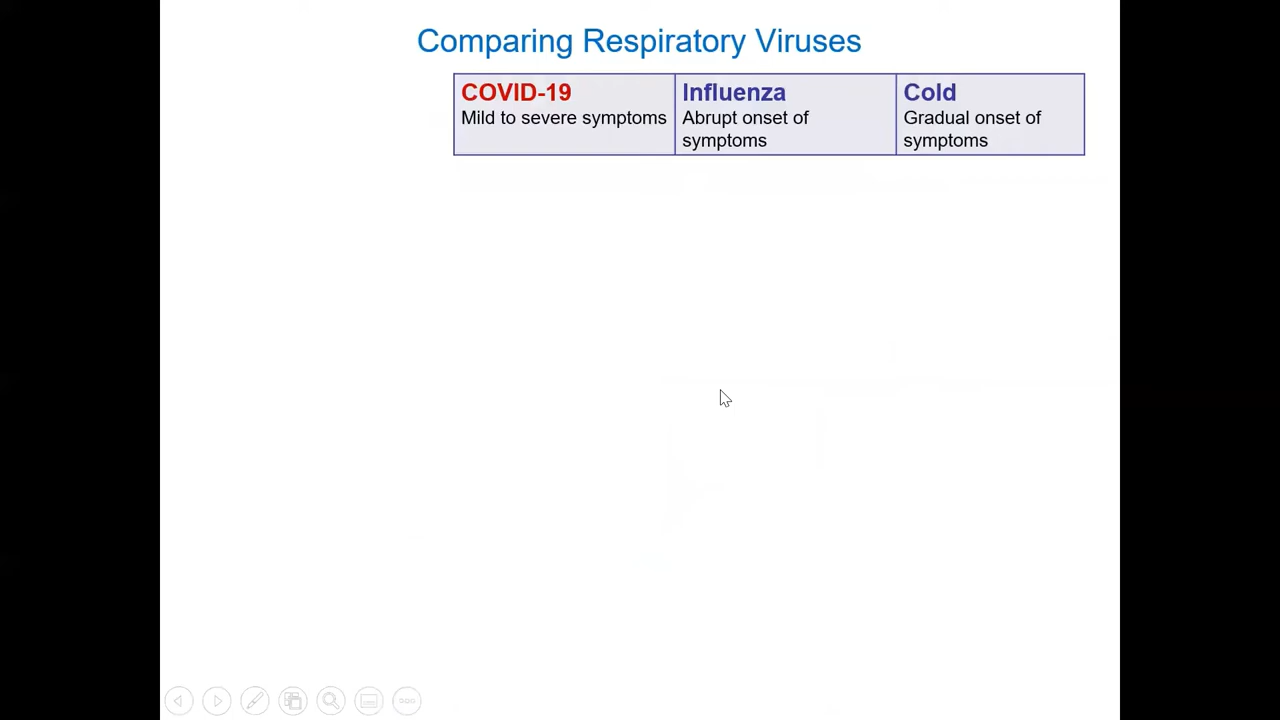 Comparing Respiratory Viruses
COVID-19
Mild to severe symptoms
Influenza
Abrupt onset of
symptoms
Cold
Gradual onset of
symptoms